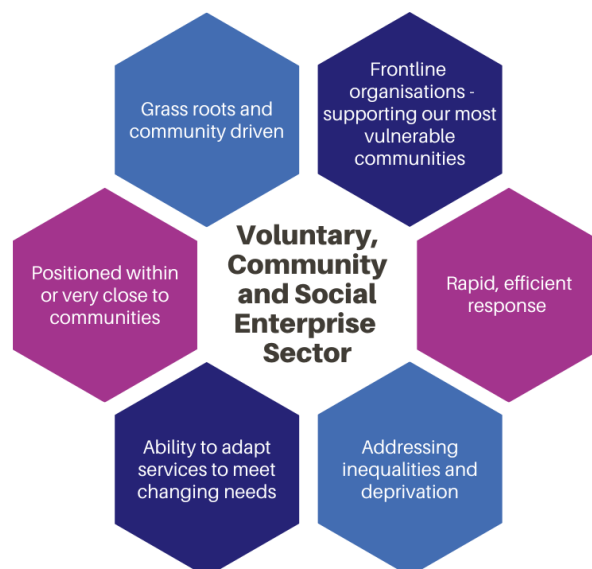 Grass roots and
community driven
Frontline
organisations -
supporting our most
vulnerable
communities
Voluntary,
Community
and Social
Enterprise
Sector
Positioned within
or very close to
communities
Rapid, efficient
response
Ability to adapt
services to meet
changing needs
Addressing
inequalities and
deprivation